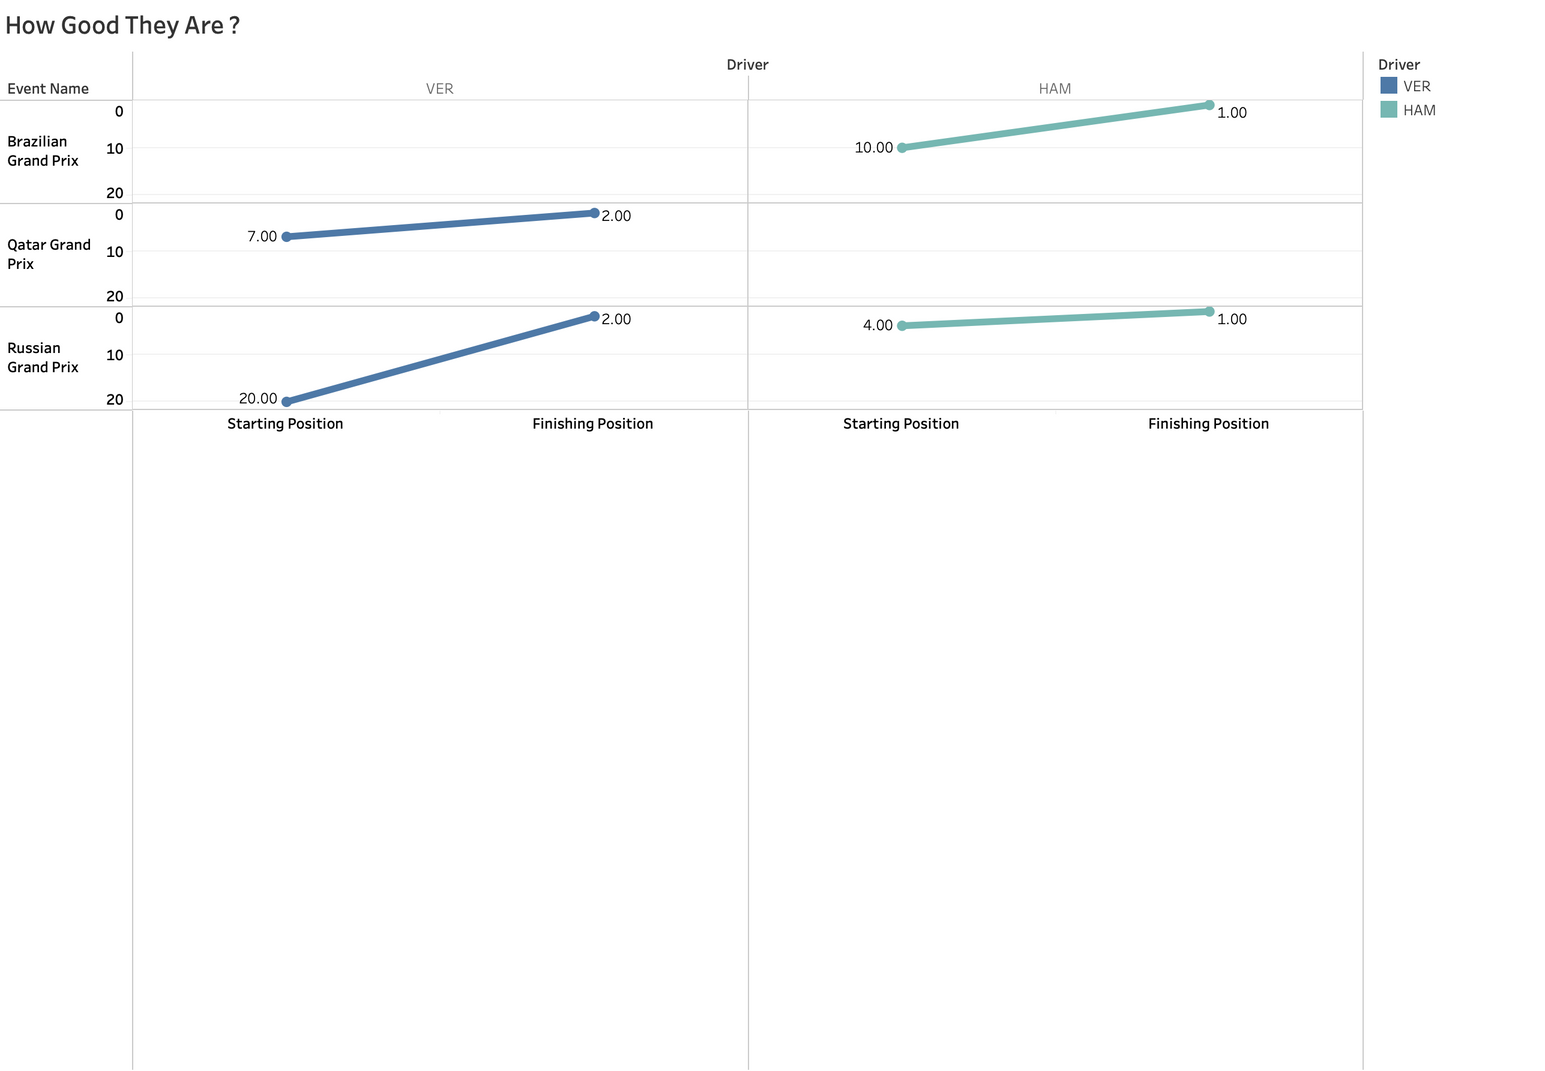 How Good They Are ?
Driver
Driver
Event Name
VER
HAM
VER
HAM
Brazilian
Grand Prix
0
10
20
10.00
1.00
Qatar Grand
Prix
0
10
20
7.00
2.00
Russian
Grand Prix
0
10
20
20.00
2.00
4.00
1.00
Starting Position
Finishing Position
Starting Position
Finishing Position